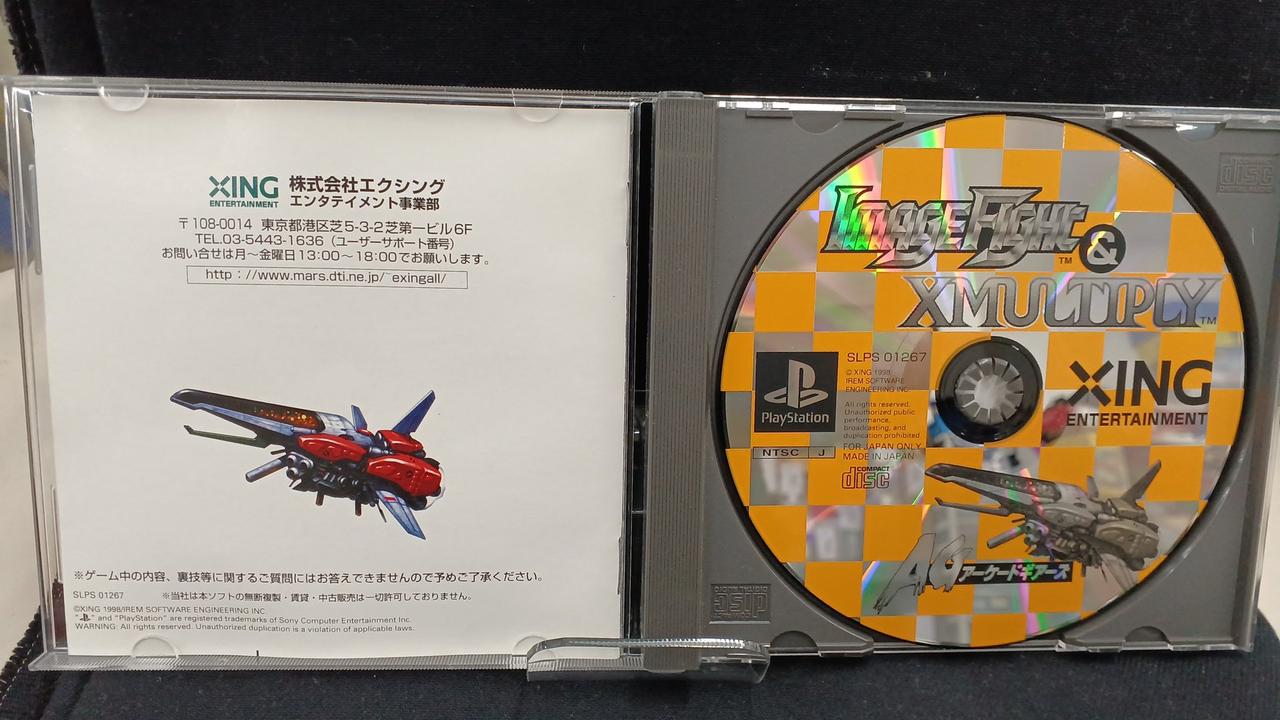 XING
ENTERTAINMENT
株式会社エクシング
エンタテイメント事業部
〒108-0014 東京都港区芝5-3-2芝第一ビル6F
TEL.03-5443-1636（ユーザーサポート番号）
お問い合せは月～金曜日13:00～18:00でお願いします。
http://www.mars.dti.ne.jp/~exingall/
※ゲーム中の内容、裏技等に関するご質問はお答えできませんので予めご了承ください。
SLPS 01267 ※当社は本ソフトの無断複製・賃貸・中古販売は一切許可しておりません。
©XING 1998/IREM SOFTWARE ENGINEERING INC.
" " and "PlayStation" are registered trademarks of Sony Computer Entertainment Inc.
WARNING: All rights reserved. Unauthorized duplication is a violation of applicable laws.
IMAGEFIGHT™ &
XMULTIPLY™
PlayStation
NTSC J
SLPS 01267
© XING 1998
IREM SOFTWARE
ENGINEERING INC.
All rights reserved.
Unauthorized public
performance,
broadcasting, and
duplication prohibited
FOR JAPAN ONLY
MADE IN JAPAN
COMPACT
disc
XING
ENTERTAINMENT
AG アーケードギアーズ
COMPACT
disc
DIGITAL AUDIO
COMPACT
disc
DIGITAL AUDIO